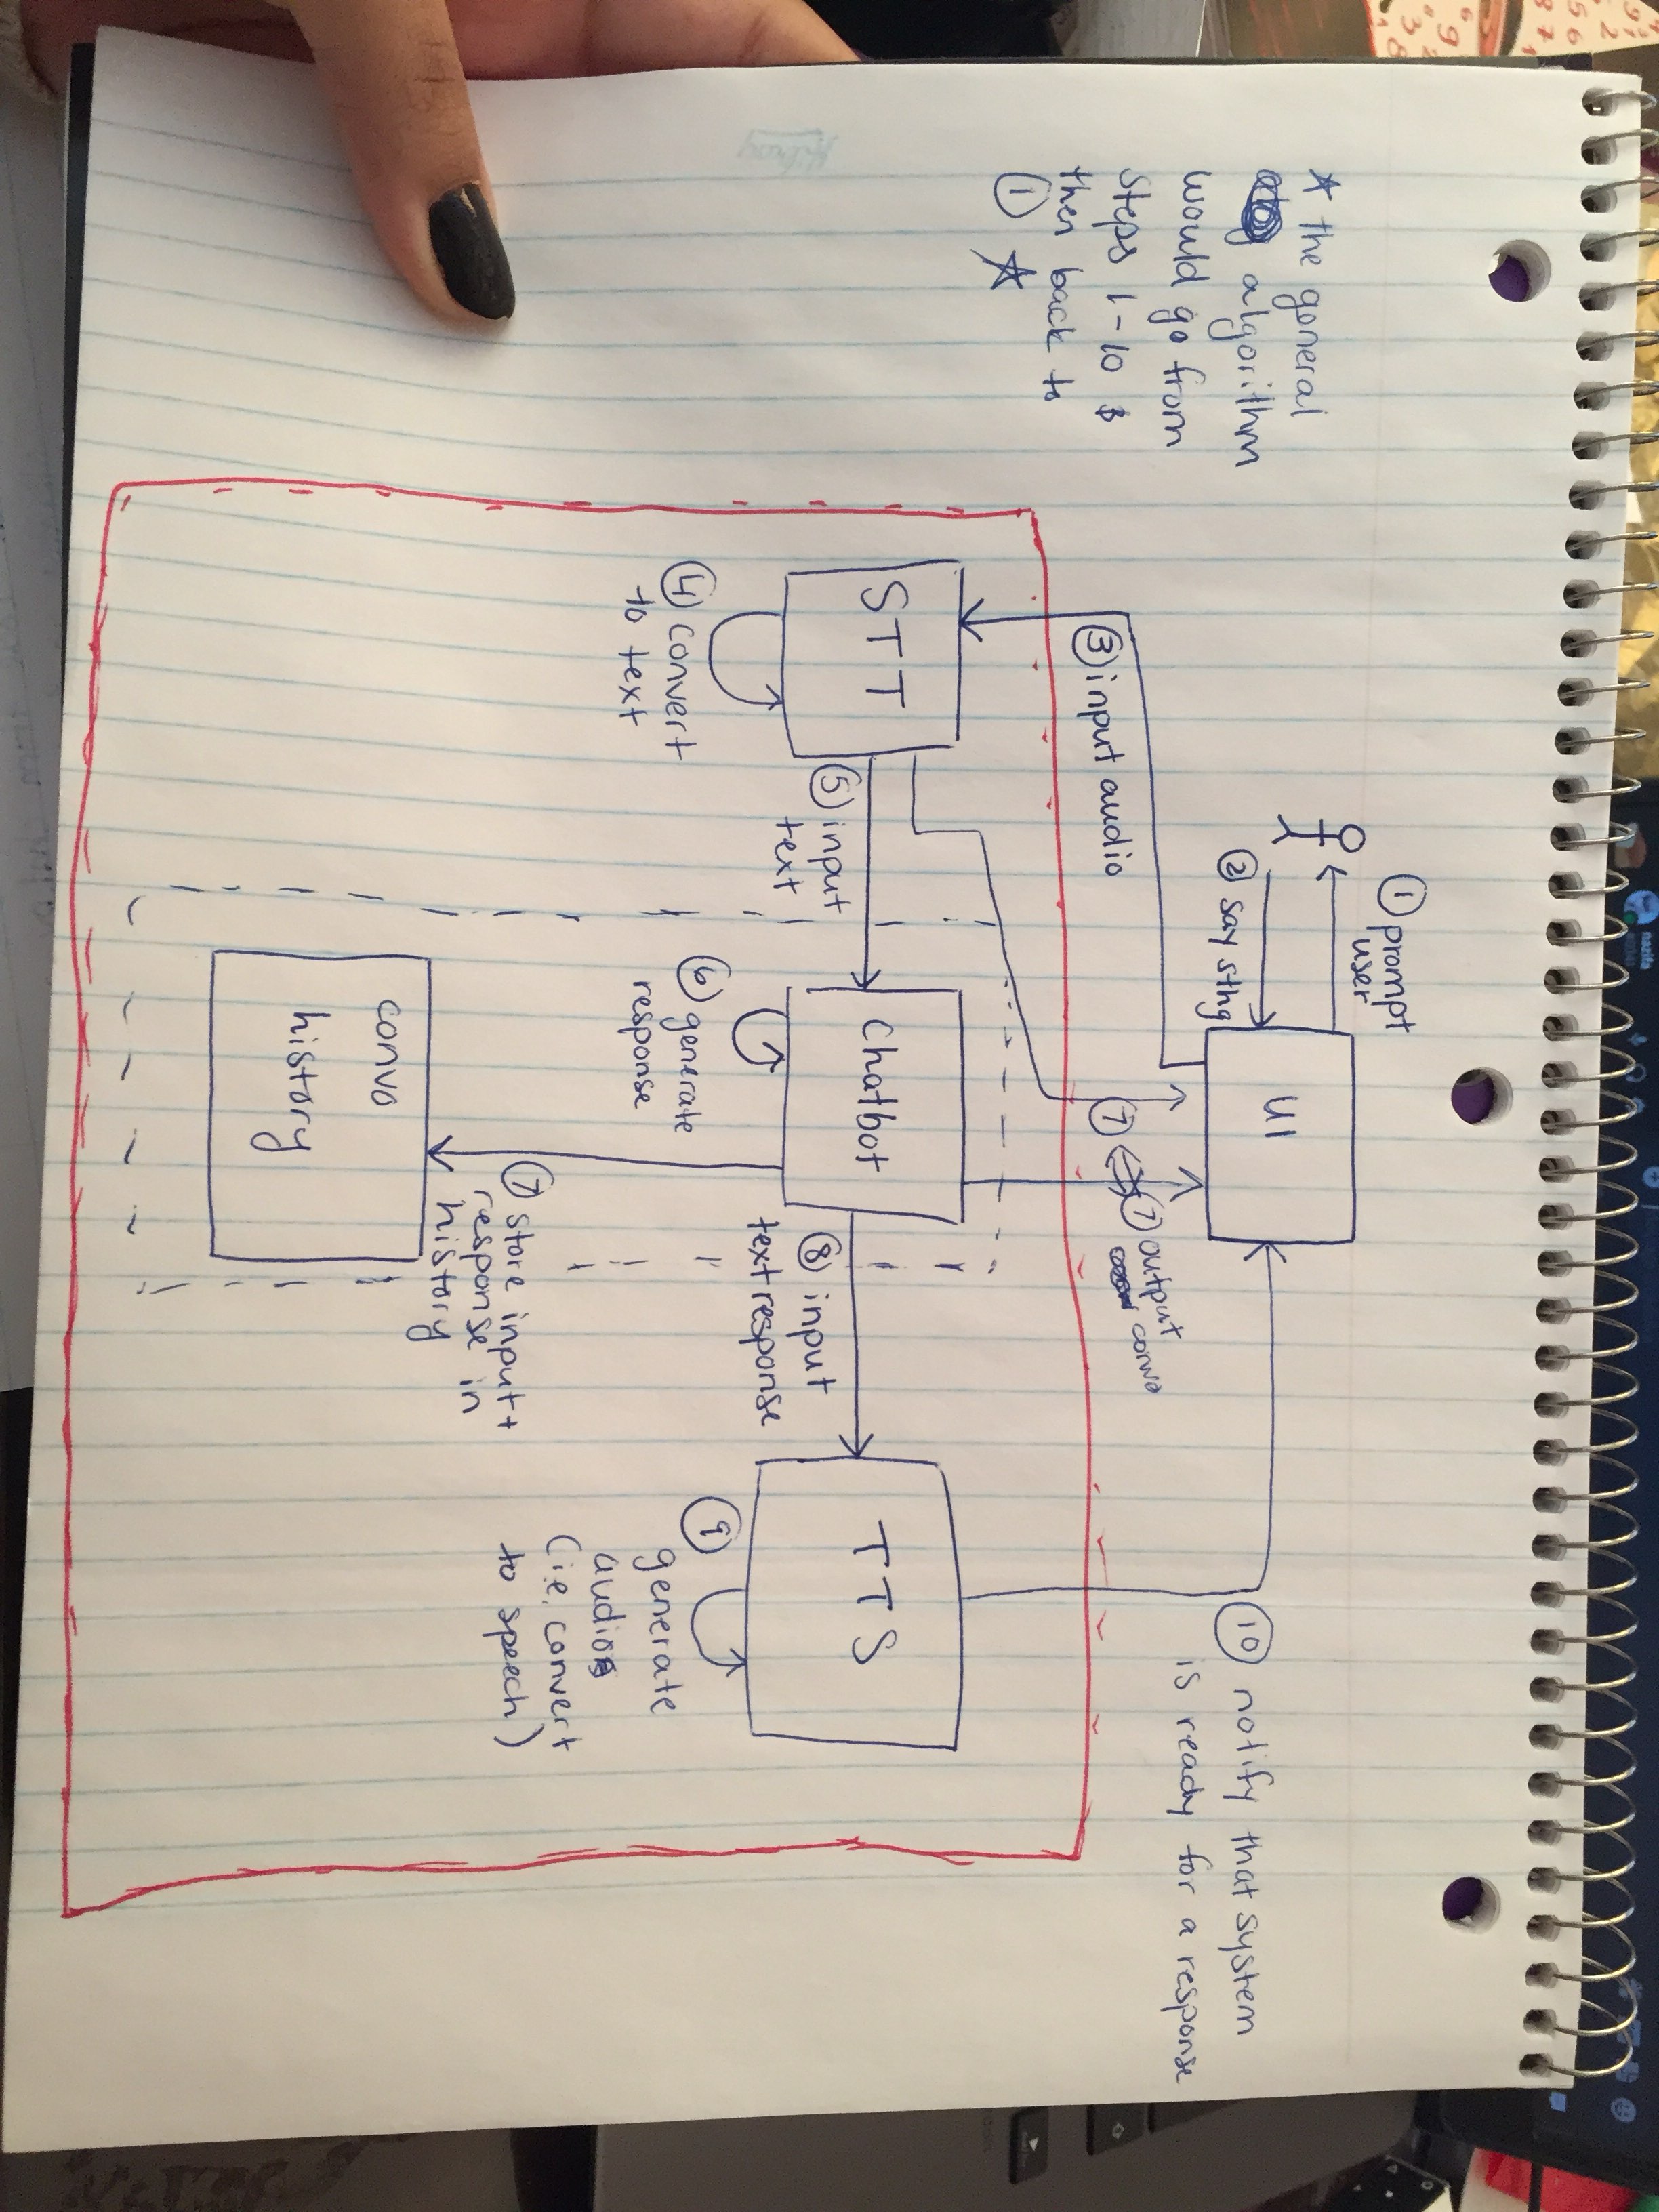 nazifa
① prompt
user
☆ the goneral
algorithm
would go from
steps 1-10 &
then back to
① ☆
UI
② say sthg
⑩ notify that system
is ready for a response
③ input audio
⑦
⑦ output
convo
STT
Chatbot
TTS
⑤ input
text
⑧ input
text response
④ convert
to text
⑥ generate
response
⑨
generate
audio
(i.e. convert
to speech)
⑦ store input +
response in
history
convo
history
Hilroy